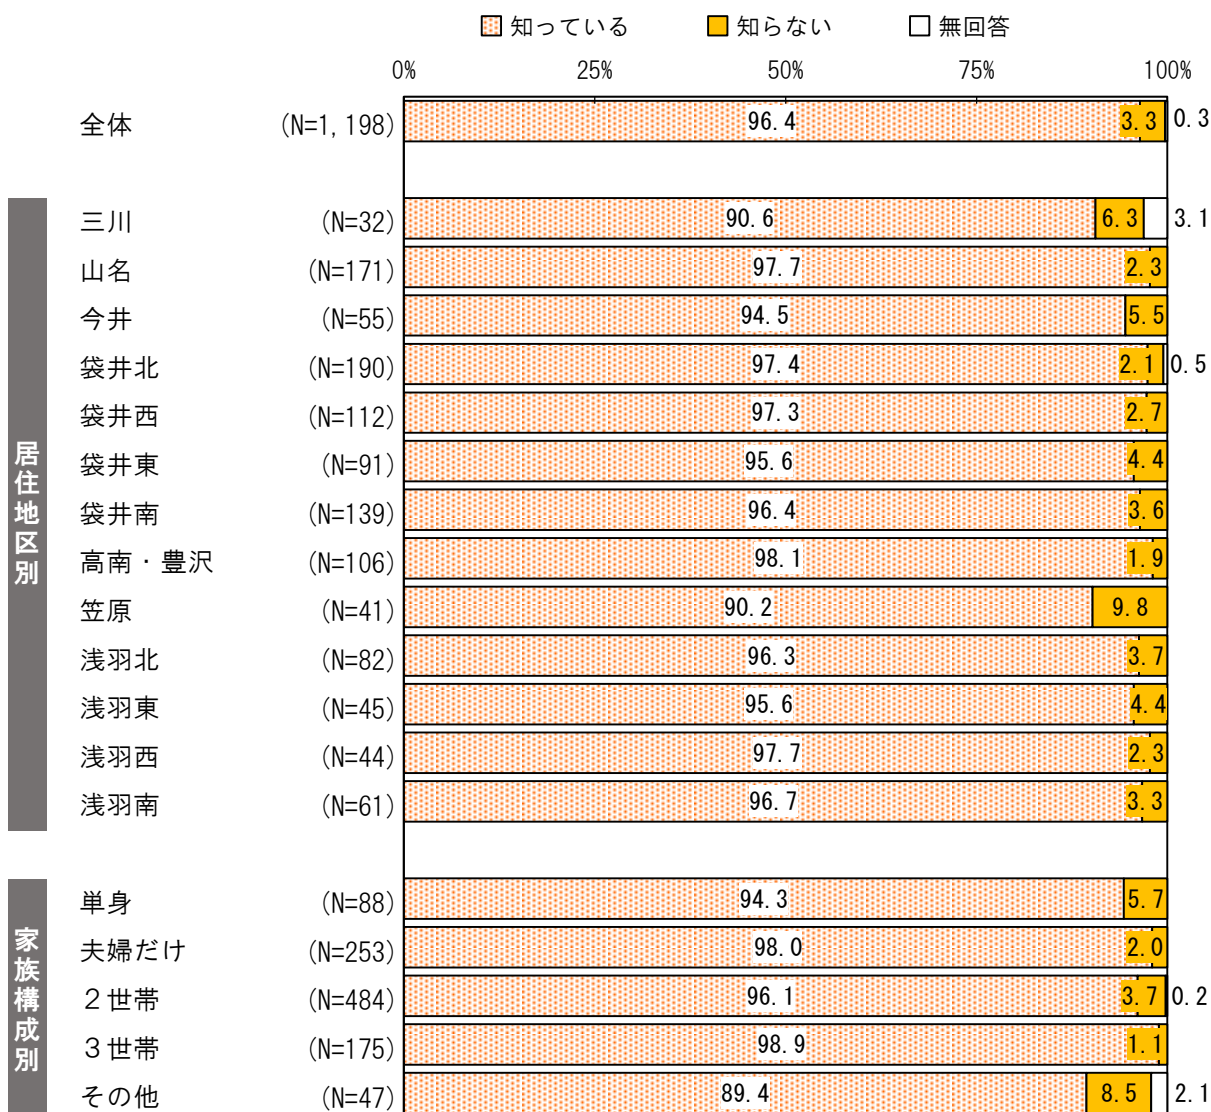 知っている 知らない 無回答
0% 25% 50% 75% 100%
全体 (N=1,198) 96.4 3.3 0.3
居住地区別
三川 (N=32) 90.6 6.3 3.1
山名 (N=171) 97.7 2.3
今井 (N=55) 94.5 5.5
袋井北 (N=190) 97.4 2.1 0.5
袋井西 (N=112) 97.3 2.7
袋井東 (N=91) 95.6 4.4
袋井南 (N=139) 96.4 3.6
高南・豊沢 (N=106) 98.1 1.9
笠原 (N=41) 90.2 9.8
浅羽北 (N=82) 96.3 3.7
浅羽東 (N=45) 95.6 4.4
浅羽西 (N=44) 97.7 2.3
浅羽南 (N=61) 96.7 3.3
家族構成別
単身 (N=88) 94.3 5.7
夫婦だけ (N=253) 98.0 2.0
２世帯 (N=484) 96.1 3.7 0.2
３世帯 (N=175) 98.9 1.1
その他 (N=47) 89.4 8.5 2.1